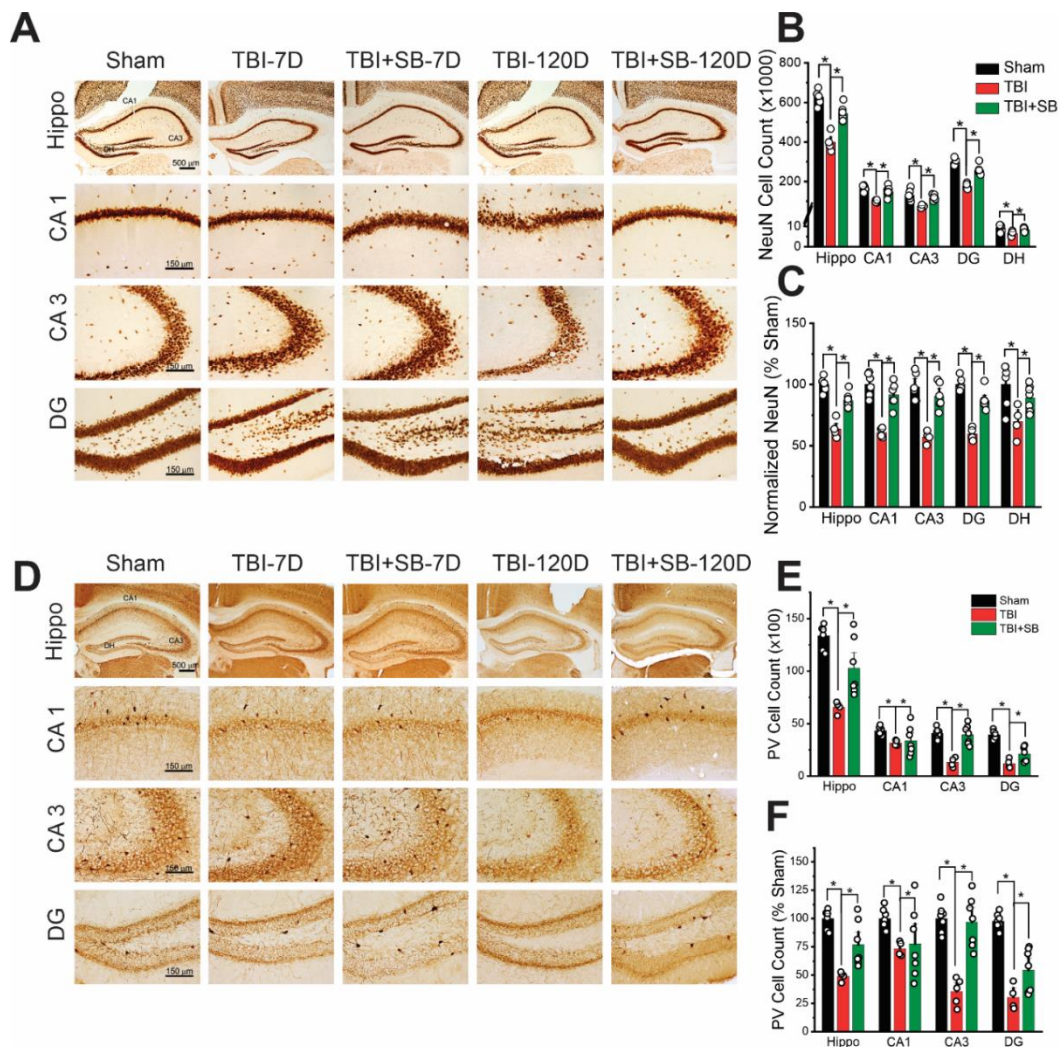 A
Sham TBI-7D TBI+SB-7D TBI-120D TBI+SB-120D
Hippo
CA1
CA3
DH
500 µm
CA 1
150 µm
CA 3
150 µm
DG
150 µm
B
NeuN Cell Count (x1000)
800
600
400
200
10
0
Sham
TBI
TBI+SB
* * * * * * * * * *
Hippo CA1 CA3 DG DH
C
Normalized NeuN (% Sham)
150
100
50
0
* * * * * * * * * *
Hippo CA1 CA3 DG DH
D
Sham TBI-7D TBI+SB-7D TBI-120D TBI+SB-120D
Hippo
CA1
CA3
DH
500 µm
CA 1
150 µm
CA 3
150 µm
DG
150 µm
E
PV Cell Count (x100)
150
100
50
0
Sham
TBI
TBI+SB
* * * * * * * *
Hippo CA1 CA3 DG
F
PV Cell Count (% Sham)
150
125
100
75
50
25
0
* * * * * * * *
Hippo CA1 CA3 DG